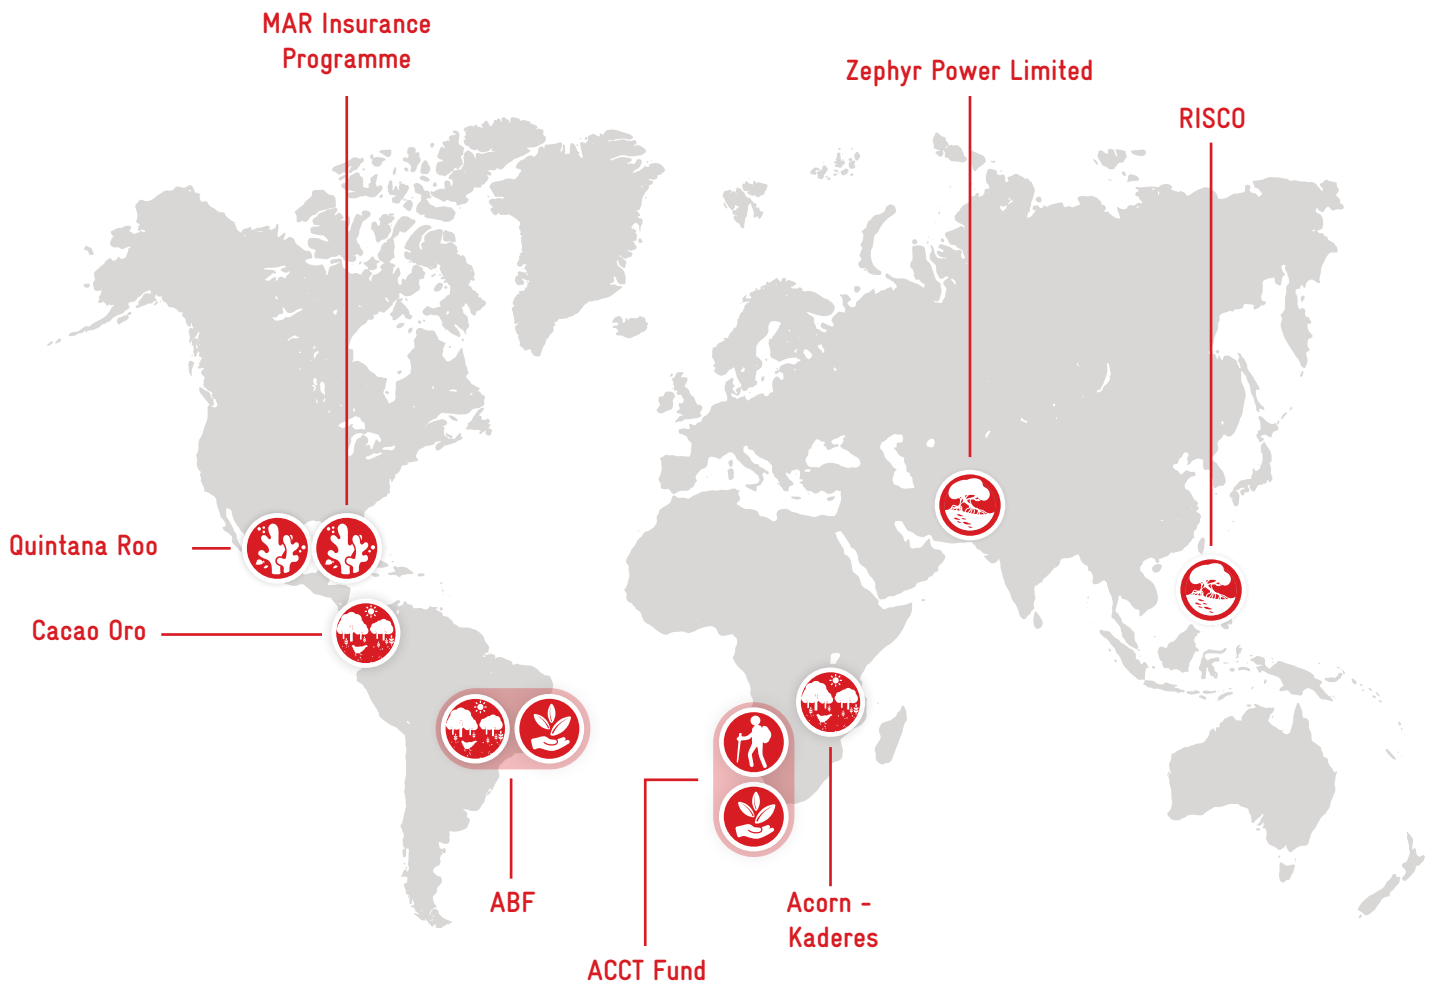 MAR Insurance
Programme
Zephyr Power Limited
RISCO
Quintana Roo
Cacao Oro
ABF
Acorn -
Kaderes
ACCT Fund